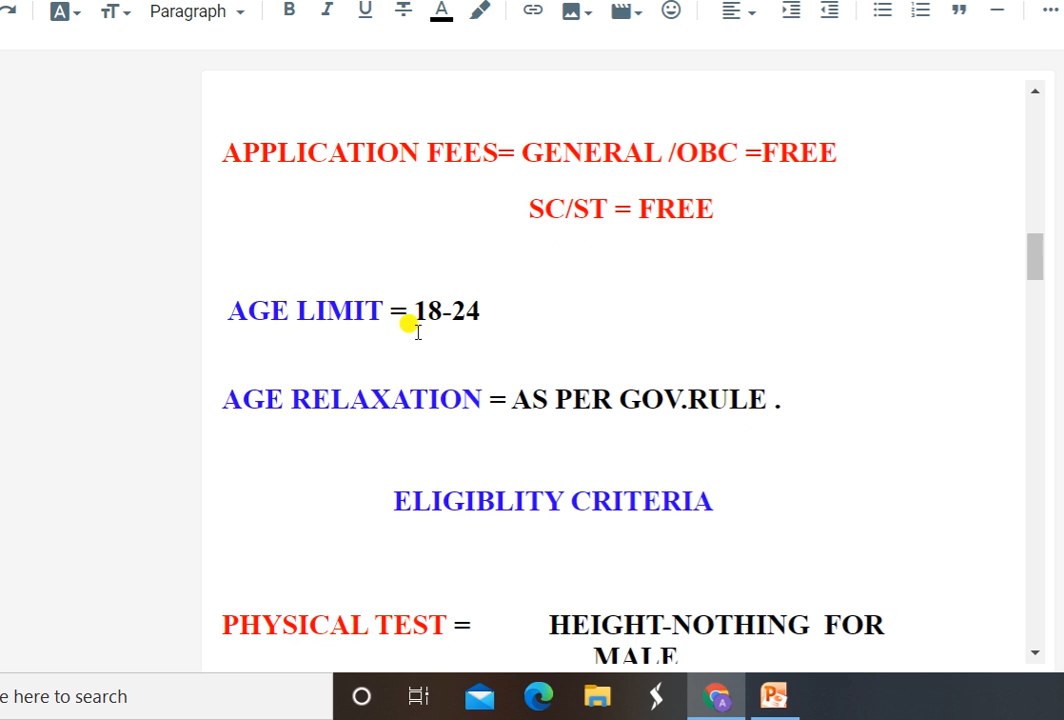 Paragraph
APPLICATION FEES= GENERAL /OBC =FREE
SC/ST = FREE
AGE LIMIT = 18-24
AGE RELAXATION = AS PER GOV.RULE .
ELIGIBLITY CRITERIA
PHYSICAL TEST = HEIGHT-NOTHING FOR
MALE
e here to search